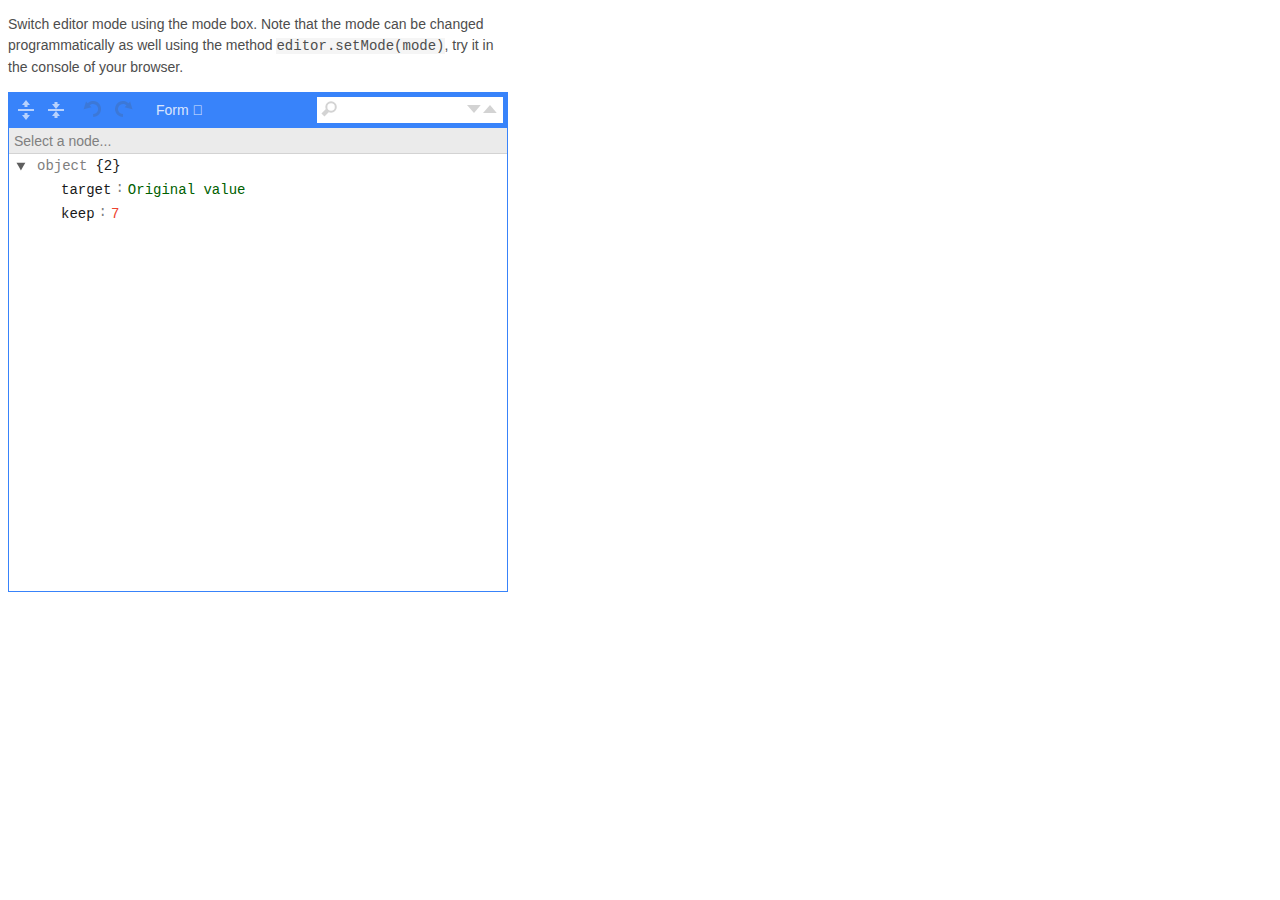 Switch editor mode using the mode box. Note that the mode can be changed
programmatically as well using the method editor.setMode(mode), try it in
the console of your browser.
Form
Select a node...
object {2}
target : Original value
keep : 7